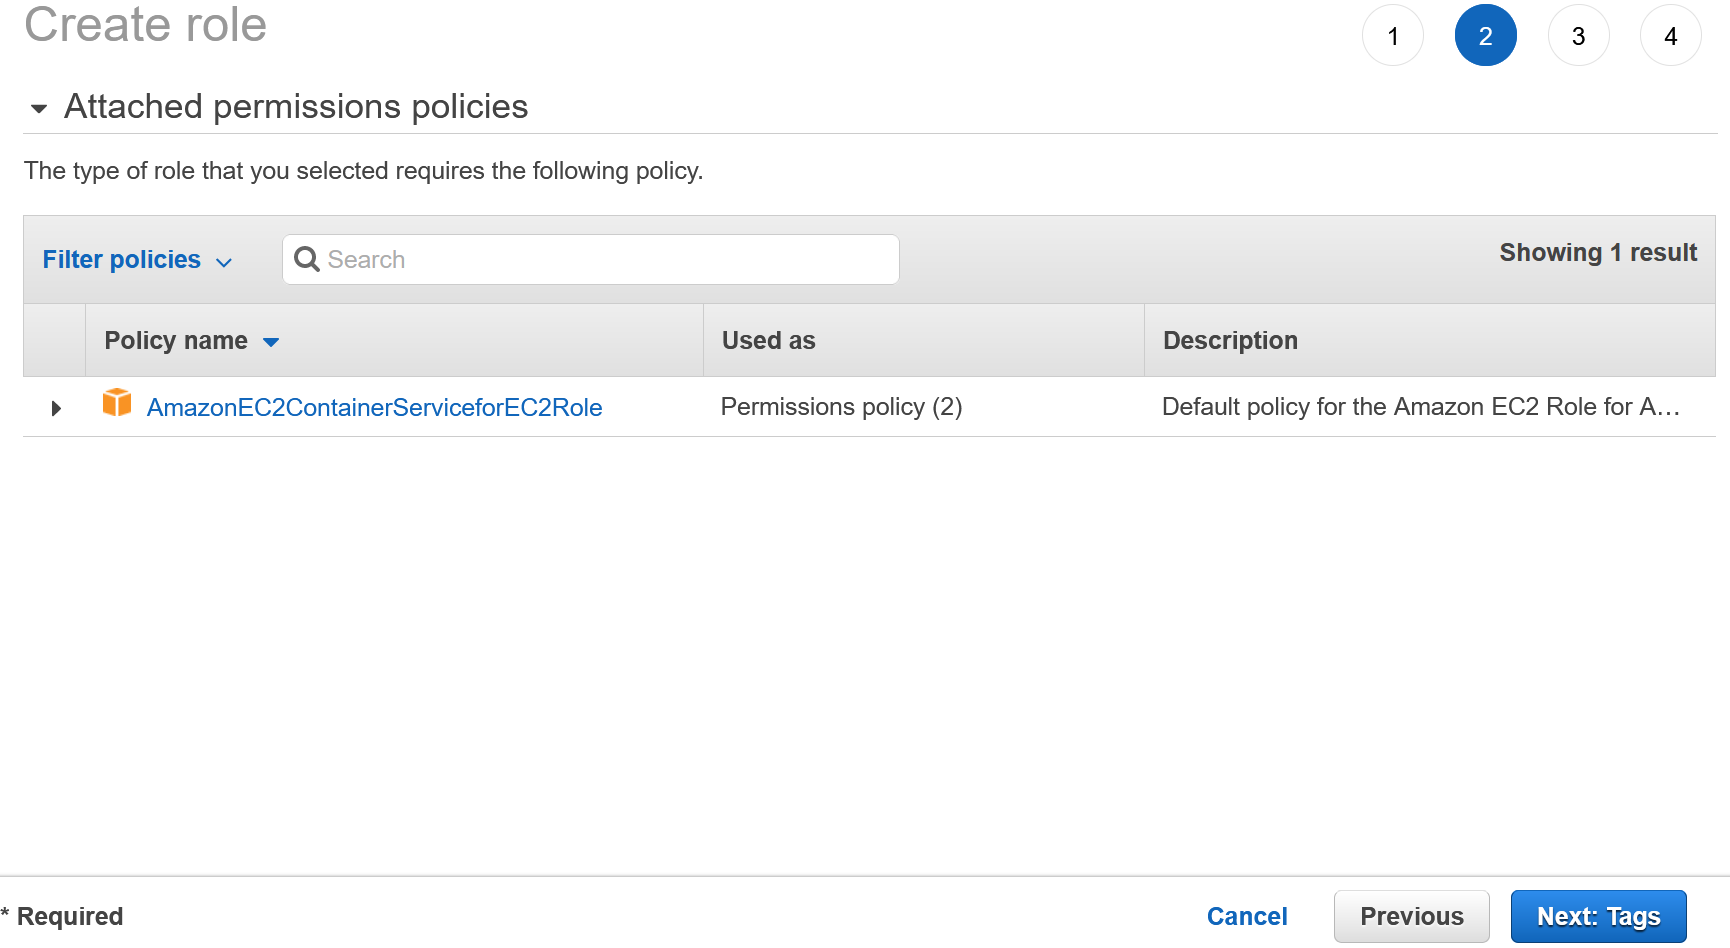 Create role
1 2 3 4
Attached permissions policies
The type of role that you selected requires the following policy.
Filter policies Search Showing 1 result
Policy name Used as Description
AmazonEC2ContainerServiceforEC2Role Permissions policy (2) Default policy for the Amazon EC2 Role for A...
* Required Cancel Previous Next: Tags